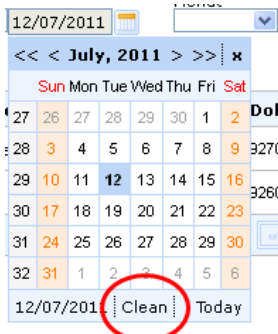 12/07/2011
<< < July, 2011 > >> x
Sun Mon Tue Wed Thu Fri Sat
27 26 27 28 29 30 1 2
28 3 4 5 6 7 8 9
29 10 11 12 13 14 15 16
30 17 18 19 20 21 22 23
31 24 25 26 27 28 29 30
32 31 1 2 3 4 5 6
12/07/2011 Clean Today
Dol
9270
9260